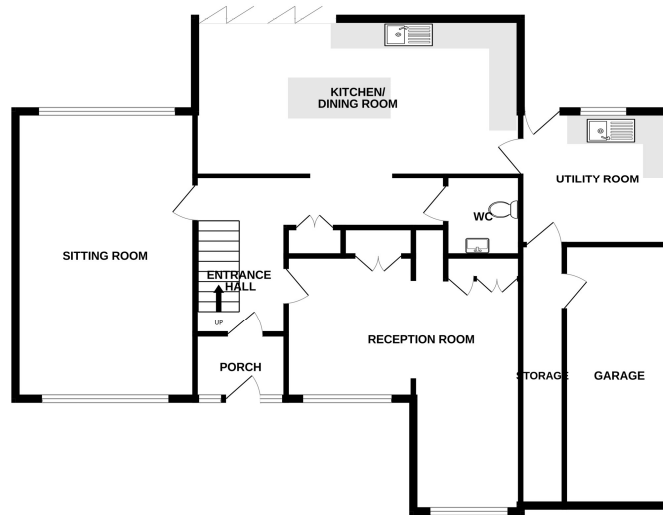 KITCHEN/
DINING ROOM
UTILITY ROOM
WC
SITTING ROOM
ENTRANCE
HALL
UP
RECEPTION ROOM
PORCH
STORAGE
GARAGE